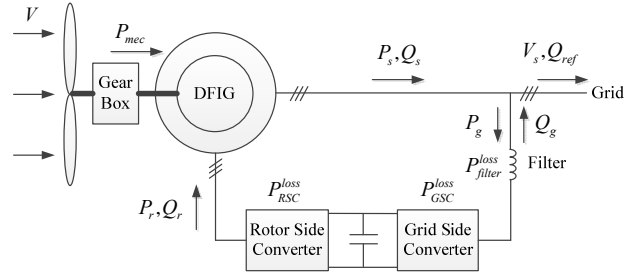 V
P_mec
Gear Box
DFIG
P_s,Q_s
V_s,Q_ref
Grid
P_g
Q_g
P_filter^loss
Filter
P_r,Q_r
P_RSC^loss
P_GSC^loss
Rotor Side Converter
Grid Side Converter